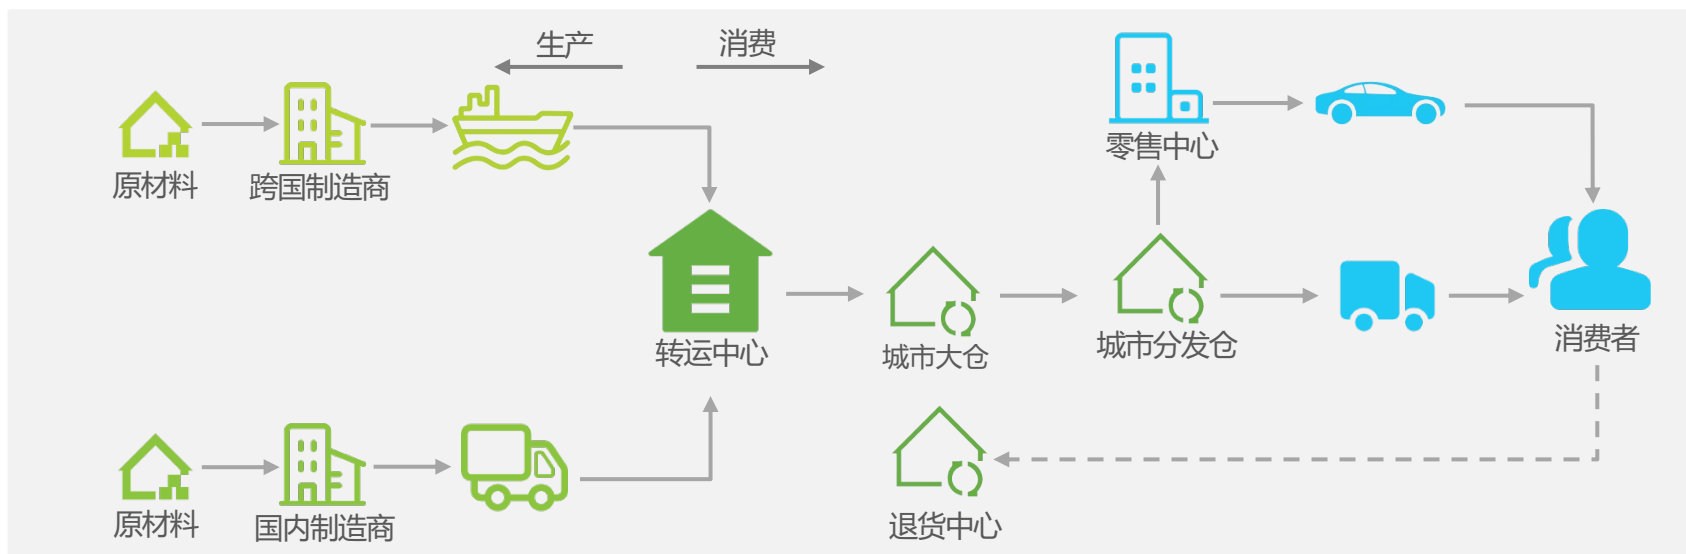 生产
消费
零售中心
原材料
跨国制造商
转运中心
城市大仓
城市分发仓
消费者
原材料
国内制造商
退货中心